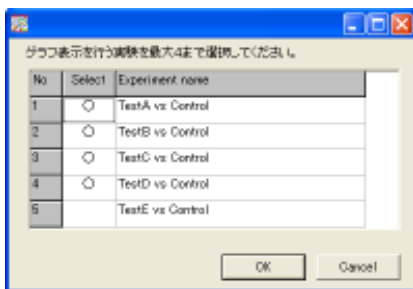 グラフ表示を行う実験を最大4まで選択してください。
No Select Experiment name
1 ○ TestA vs Control
2 ○ TestB vs Control
3 ○ TestC vs Control
4 ○ TestD vs Control
5 TestE vs Control
OK Cancel